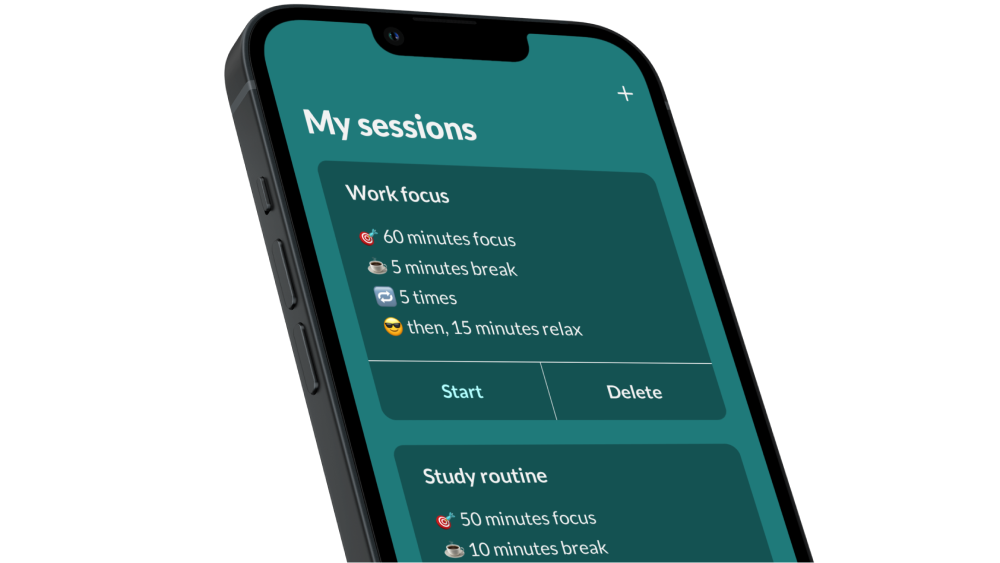 My sessions
Work focus
🎯 60 minutes focus
☕ 5 minutes break
🔁 5 times
😎 then, 15 minutes relax
Start Delete
Study routine
🎯 50 minutes focus
☕ 10 minutes break